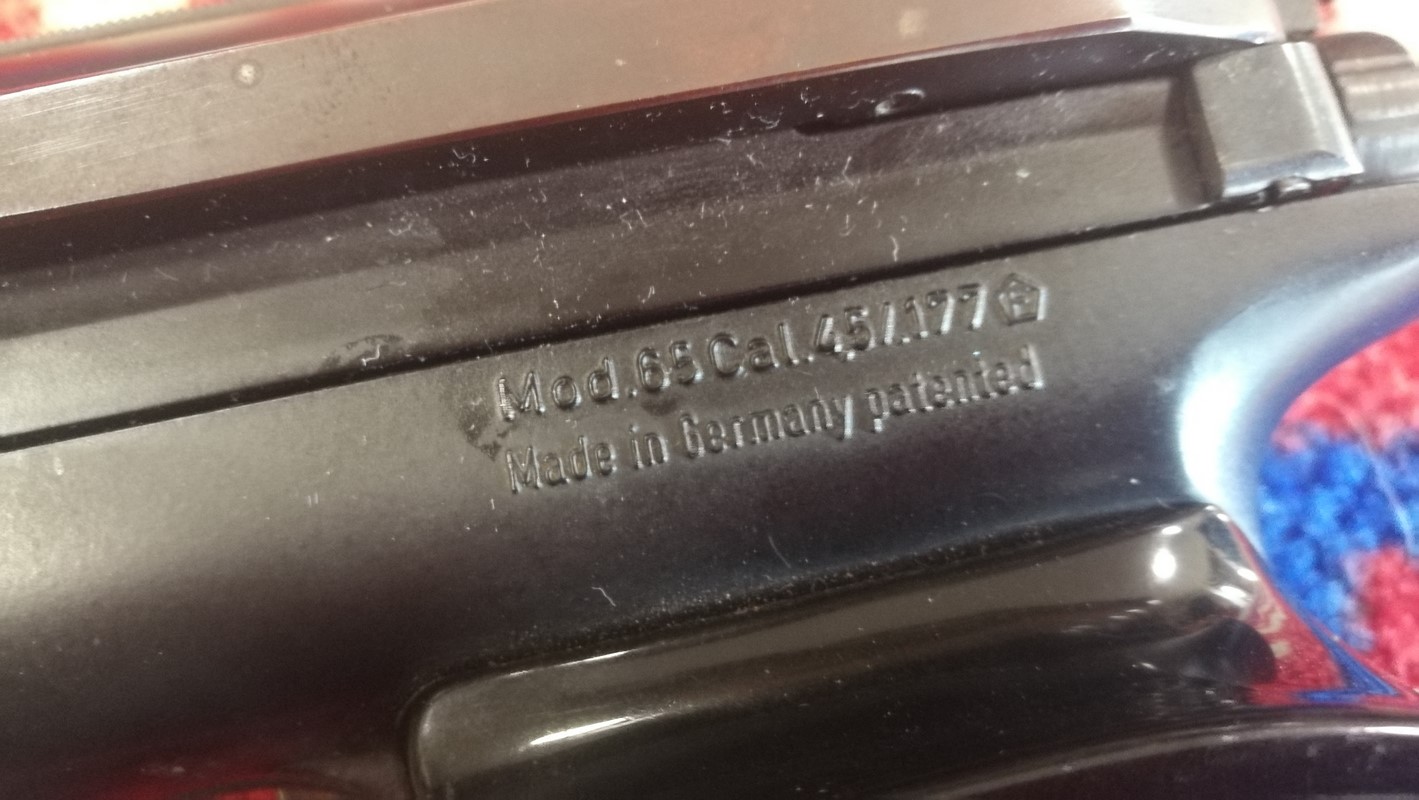 Mod.65 Cal.4,5/.177 F
Made in Germany patented